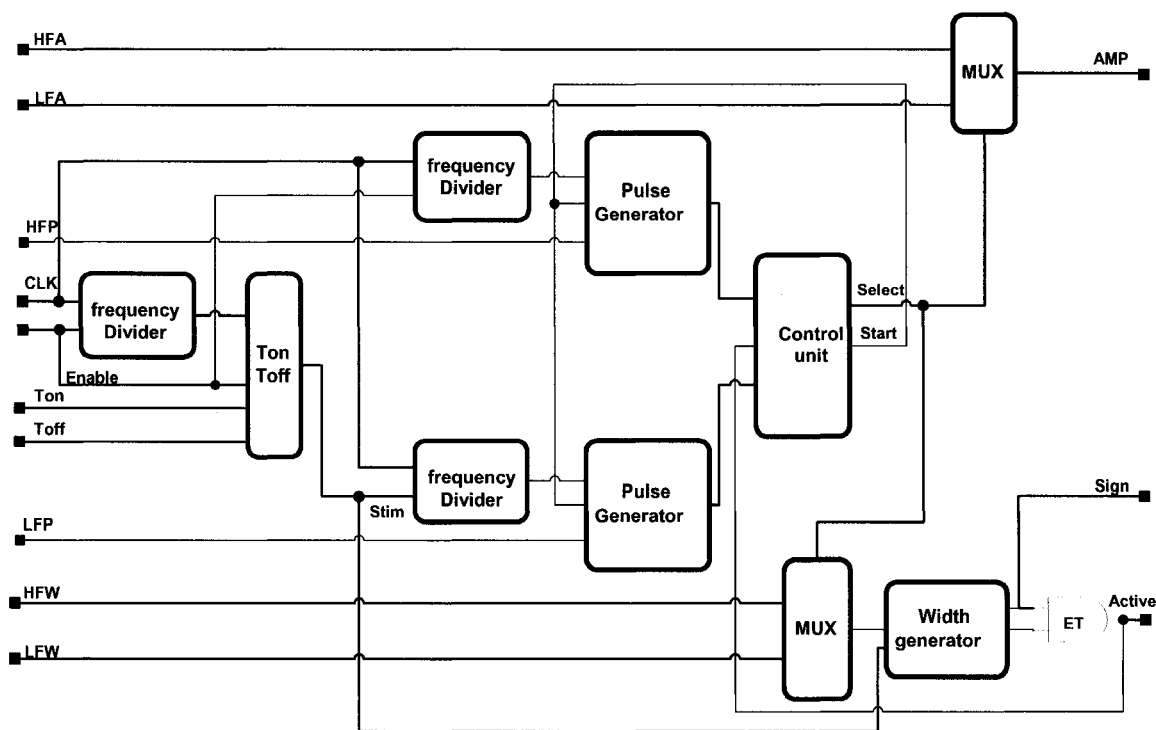 HFA
MUX
AMP
LFA
frequency
Divider
Pulse
Generator
HFP
CLK
frequency
Divider
Select
Control
unit
Start
Ton
Toff
Enable
Ton
Toff
frequency
Divider
Pulse
Generator
Sign
Stim
LFP
HFW
MUX
Width
generator
ET
Active
LFW